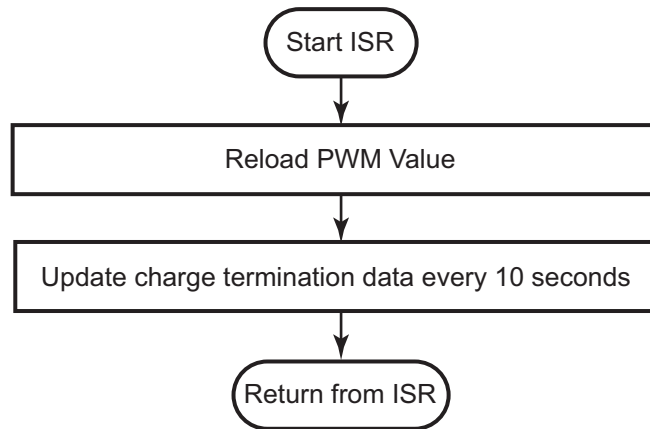 Start ISR
Reload PWM Value
Update charge termination data every 10 seconds
Return from ISR